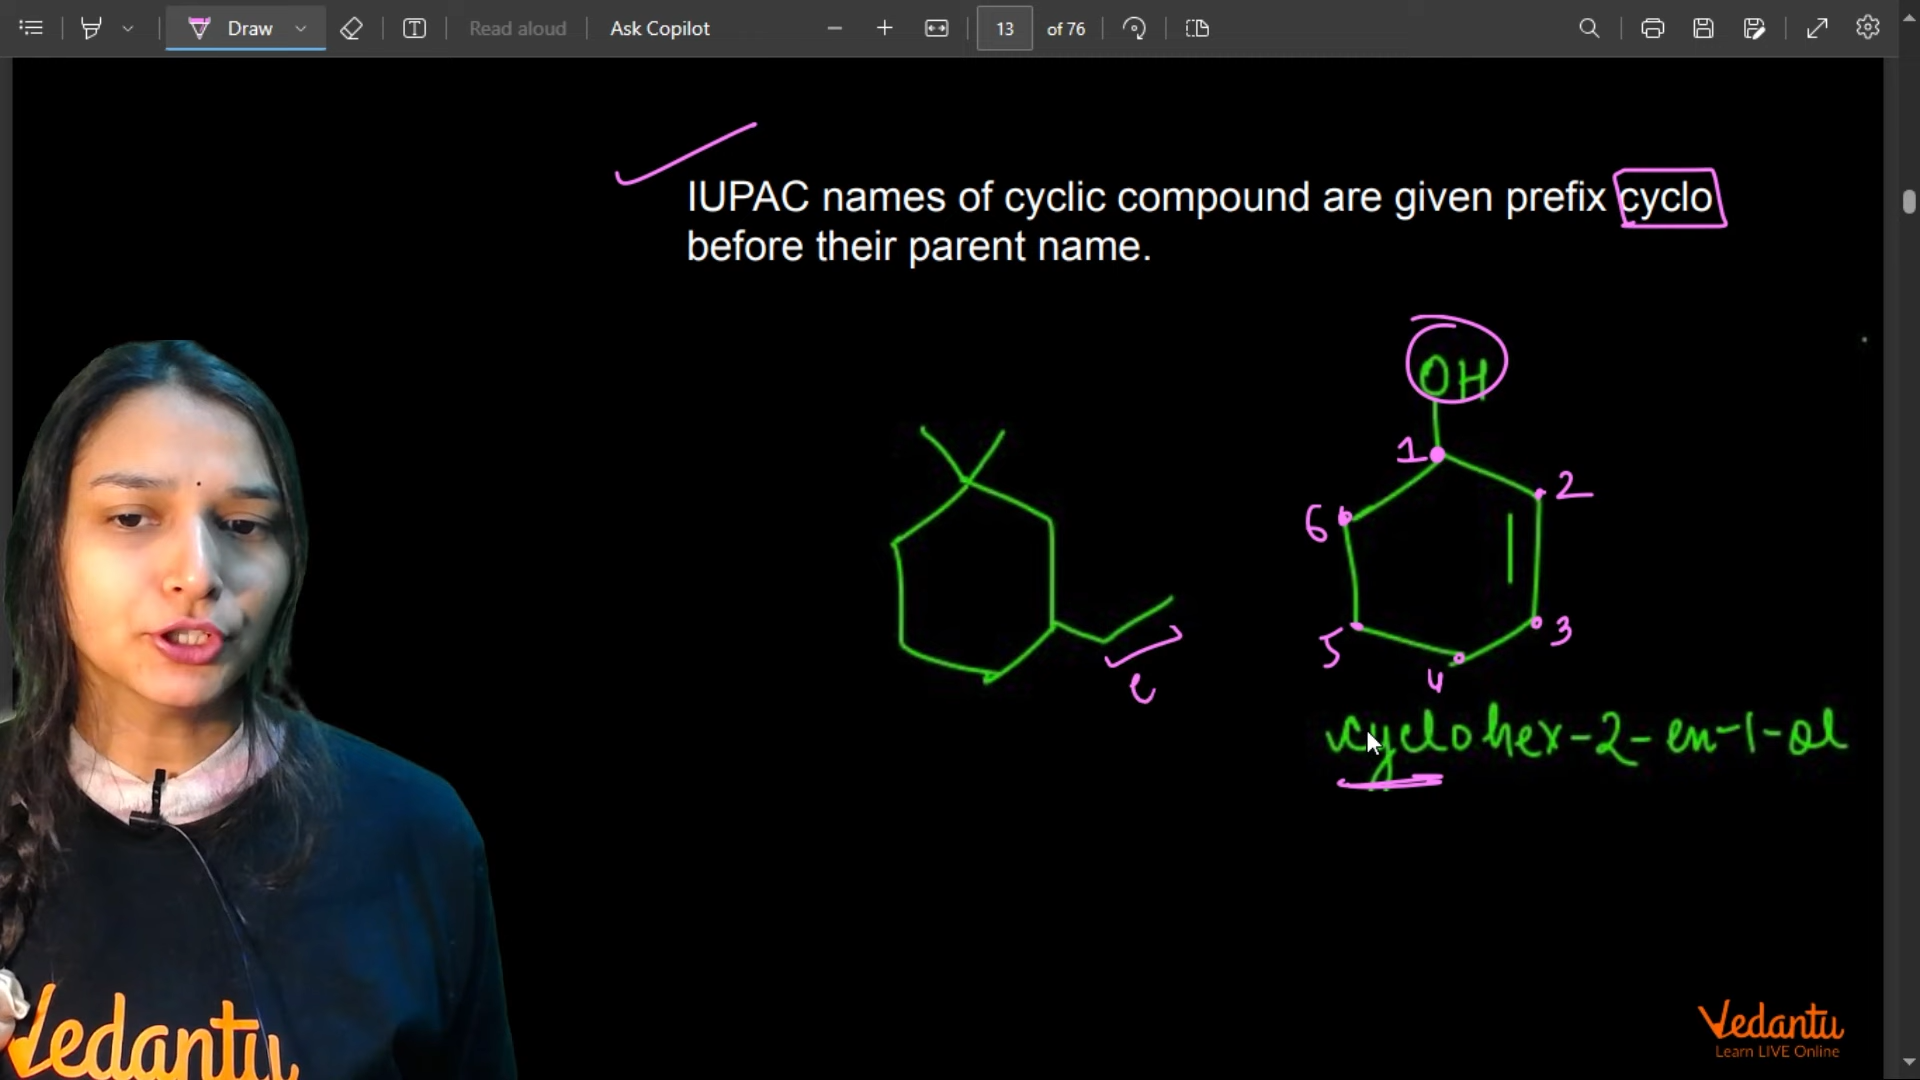 Draw
Read aloud
Ask Copilot
13
of 76
IUPAC names of cyclic compound are given prefix cyclo
before their parent name.
OH
1
2
6
5
3
4
e
cyclohex-2-en-1-ol
Vedantu
Vedantu
Learn LIVE Online